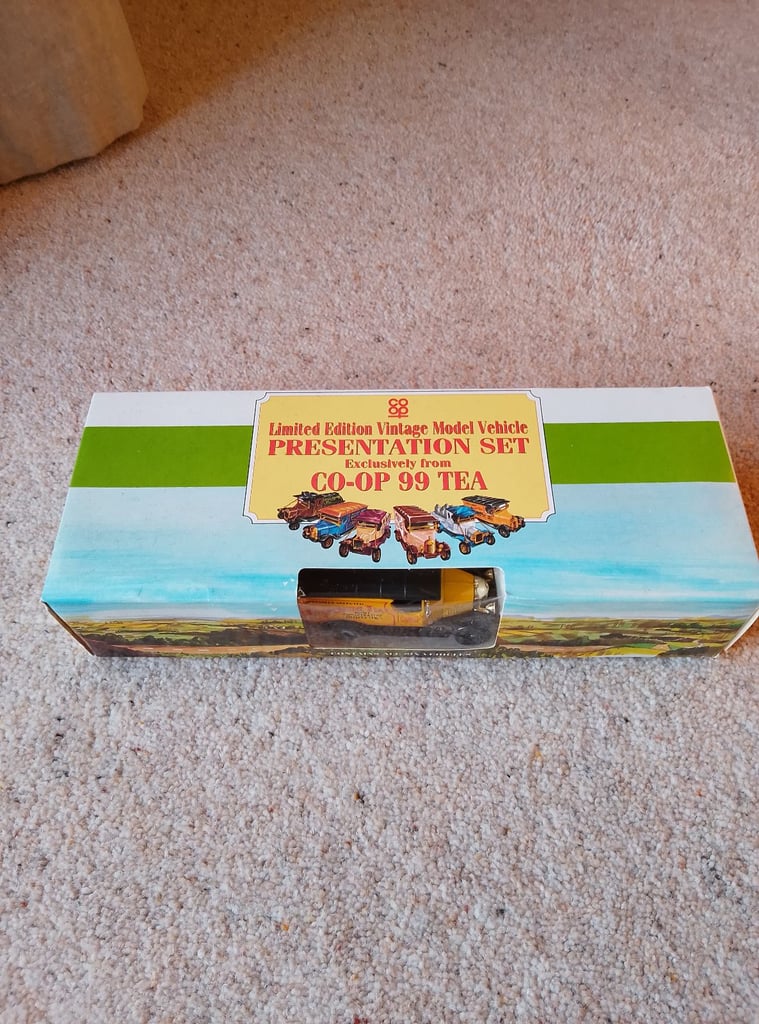 CO
OP
Limited Edition Vintage Model Vehicle
PRESENTATION SET
Exclusively from
CO-OP 99 TEA